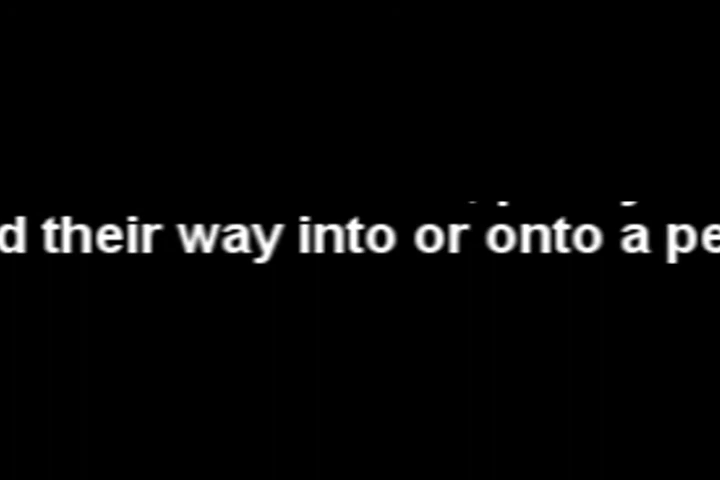 d their way into or onto a pe